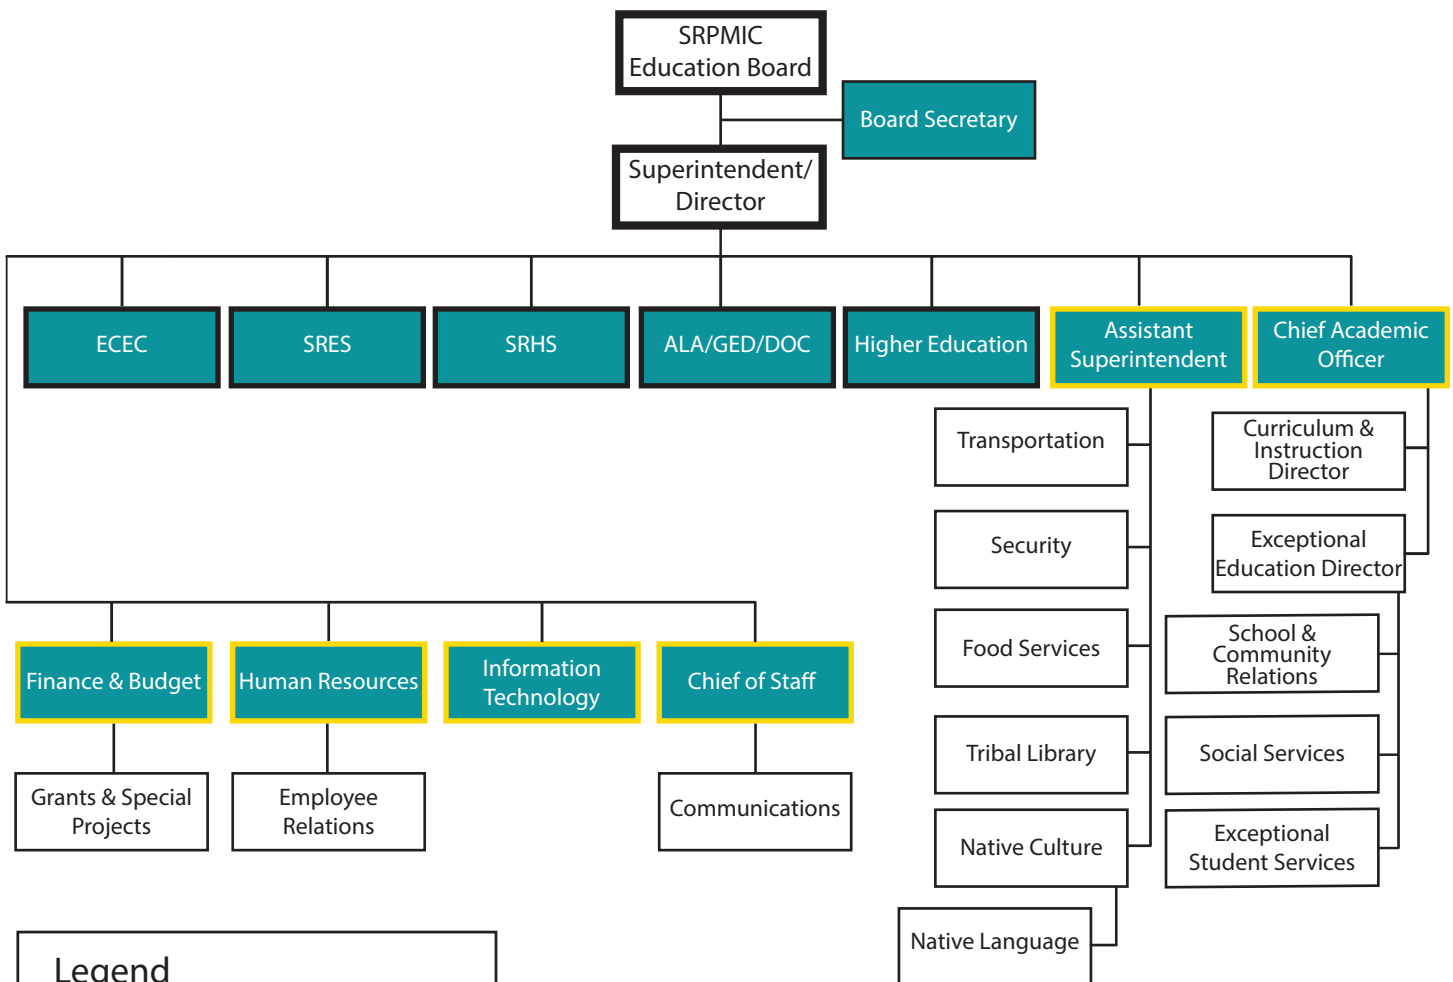 SRPMIC
Education Board
Board Secretary
Superintendent/
Director
ECEC
SRES
SRHS
ALA/GED/DOC
Higher Education
Assistant
Superintendent
Chief Academic
Officer
Transportation
Security
Food Services
Tribal Library
Native Culture
Native Language
Curriculum &
Instruction
Director
Exceptional
Education Director
School &
Community
Relations
Social Services
Exceptional
Student Services
Finance & Budget
Human Resources
Information
Technology
Chief of Staff
Grants & Special
Projects
Employee
Relations
Communications
Legend